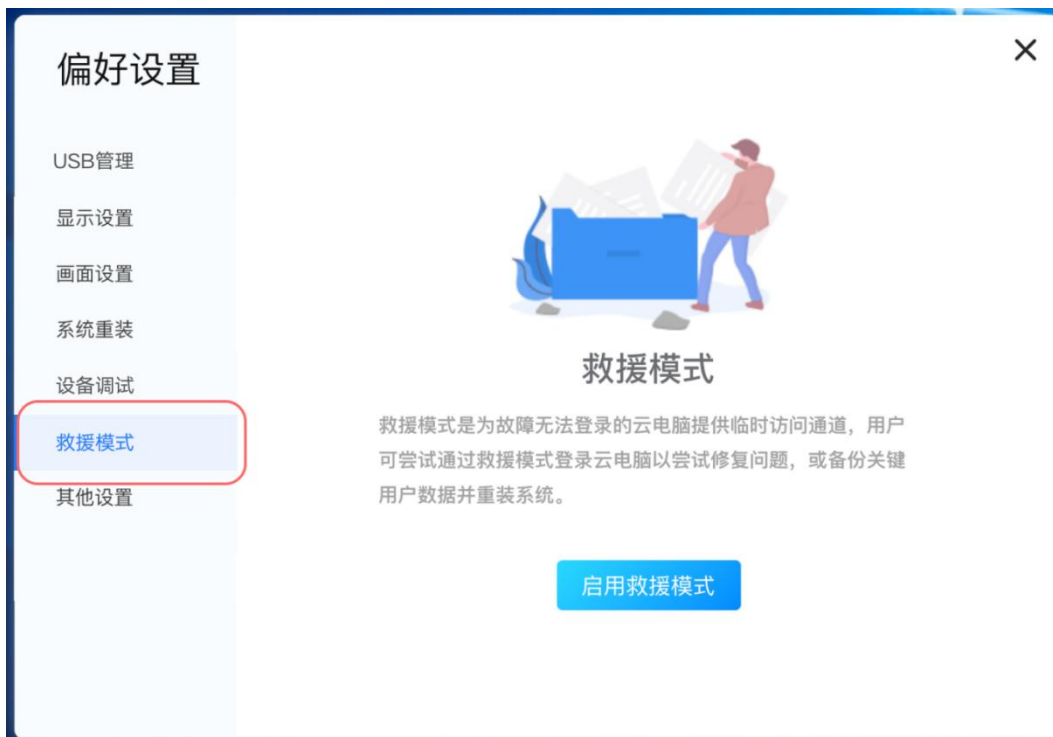 偏好设置
USB管理
显示设置
画面设置
系统重装
设备调试
救援模式
其他设置
救援模式
救援模式是为故障无法登录的云电脑提供临时访问通道，用户
可尝试通过救援模式登录云电脑以尝试修复问题，或备份关键
用户数据并重装系统。
启用救援模式